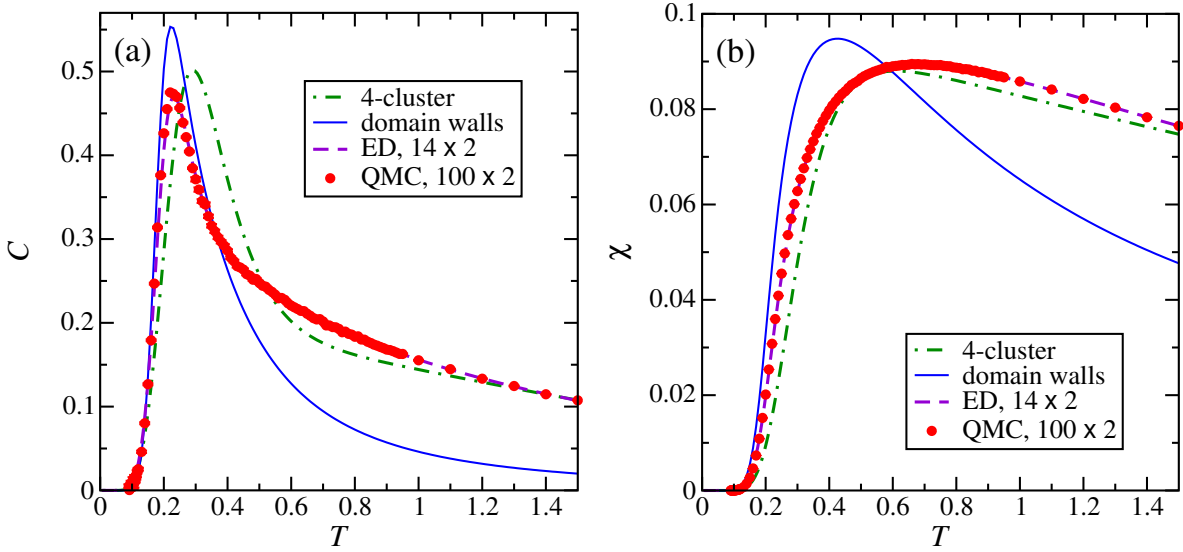 (a)
0.5
0.4
0.3
0.2
0.1
0
C
4-cluster
domain walls
ED, 14 x 2
QMC, 100 x 2
0 0.2 0.4 0.6 0.8 1 1.2 1.4
T
(b)
0.1
0.08
0.06
0.04
0.02
0
χ
4-cluster
domain walls
ED, 14 x 2
QMC, 100 x 2
0 0.2 0.4 0.6 0.8 1 1.2 1.4
T